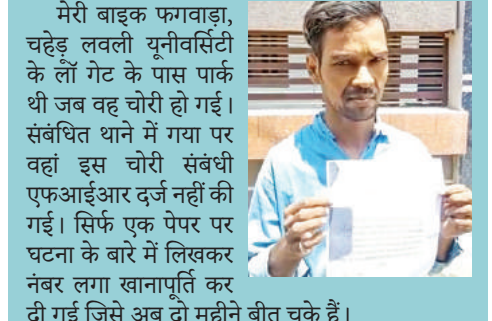 मेरी बाइक फगवाड़ा,
चहेड़ू लवली यूनीवर्सिटी
के लॉ गेट के पास पार्क
थी जब वह चोरी हो गई।
संबंधित थाने में गया पर
वहां इस चोरी संबंधी
एफआईआर दर्ज नहीं की
गई। सिर्फ एक पेपर पर
घटना के बारे में लिखकर
नंबर लगा खानापूर्ति कर
दी गई जिसे अब दो महीने बीत चुके हैं।